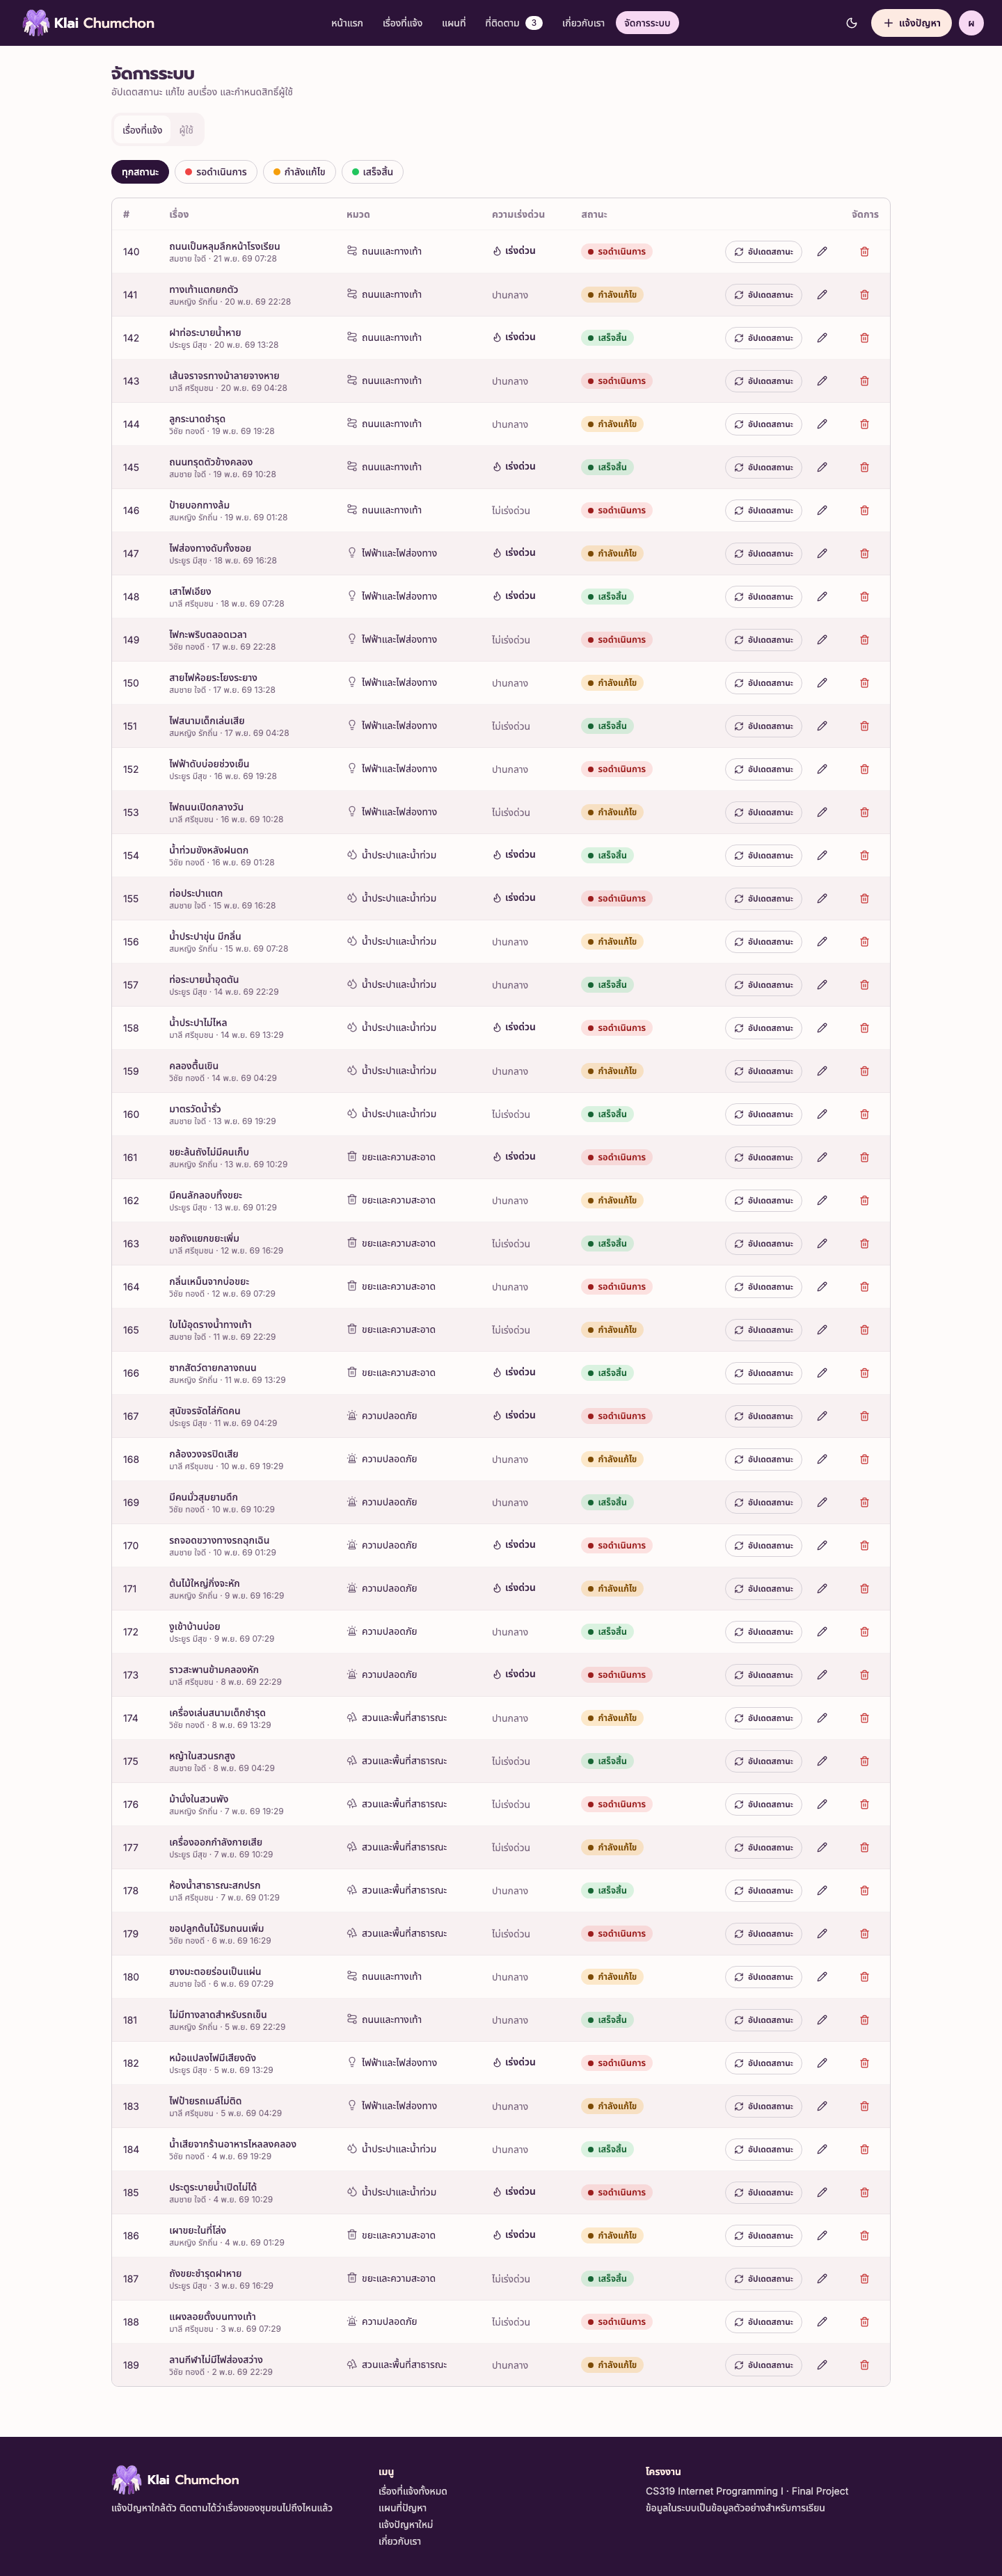 Klai Chumchon
หน้าแรก เรื่องที่แจ้ง แผนที่ ที่ติดตาม 3 เกี่ยวกับเรา จัดการระบบ
แจ้งปัญหา ผ
จัดการระบบ
อัปเดตสถานะ แก้ไข ลบเรื่อง และกำหนดสิทธิ์ผู้ใช้
เรื่องที่แจ้ง ผู้ใช้
ทุกสถานะ รอดำเนินการ กำลังแก้ไข เสร็จสิ้น
# เรื่อง หมวด ความเร่งด่วน สถานะ จัดการ
140 ถนนเป็นหลุมลึกหน้าโรงเรียน ถนนและทางเท้า เร่งด่วน รอดำเนินการ อัปเดตสถานะ
สมชาย ใจดี · 21 พ.ย. 69 07:28
141 ทางเท้าแตกยกตัว ถนนและทางเท้า ปานกลาง กำลังแก้ไข อัปเดตสถานะ
สมหญิง รักถิ่น · 20 พ.ย. 69 22:28
142 ฝาท่อระบายน้ำหาย ถนนและทางเท้า เร่งด่วน เสร็จสิ้น อัปเดตสถานะ
ประยูร มีสุข · 20 พ.ย. 69 13:28
143 เส้นจราจรทางม้าลายจางหาย ถนนและทางเท้า ปานกลาง รอดำเนินการ อัปเดตสถานะ
มาลี ศรีชุมชน · 20 พ.ย. 69 04:28
144 ลูกระนาดชำรุด ถนนและทางเท้า ปานกลาง กำลังแก้ไข อัปเดตสถานะ
วิชัย ทองดี · 19 พ.ย. 69 19:28
145 ถนนทรุดตัวข้างคลอง ถนนและทางเท้า เร่งด่วน เสร็จสิ้น อัปเดตสถานะ
สมชาย ใจดี · 19 พ.ย. 69 10:28
146 ป้ายบอกทางล้ม ถนนและทางเท้า ไม่เร่งด่วน รอดำเนินการ อัปเดตสถานะ
สมหญิง รักถิ่น · 19 พ.ย. 69 01:28
147 ไฟส่องทางดับทั้งซอย ไฟฟ้าและไฟส่องทาง เร่งด่วน กำลังแก้ไข อัปเดตสถานะ
ประยูร มีสุข · 18 พ.ย. 69 16:28
148 เสาไฟเอียง ไฟฟ้าและไฟส่องทาง เร่งด่วน เสร็จสิ้น อัปเดตสถานะ
มาลี ศรีชุมชน · 18 พ.ย. 69 07:28
149 ไฟกะพริบตลอดเวลา ไฟฟ้าและไฟส่องทาง ไม่เร่งด่วน รอดำเนินการ อัปเดตสถานะ
วิชัย ทองดี · 17 พ.ย. 69 22:28
150 สายไฟห้อยระโยงระยาง ไฟฟ้าและไฟส่องทาง ปานกลาง กำลังแก้ไข อัปเดตสถานะ
สมชาย ใจดี · 17 พ.ย. 69 13:28
151 ไฟสนามเด็กเล่นเสีย ไฟฟ้าและไฟส่องทาง ไม่เร่งด่วน เสร็จสิ้น อัปเดตสถานะ
สมหญิง รักถิ่น · 17 พ.ย. 69 04:28
152 ไฟฟ้าดับบ่อยช่วงเย็น ไฟฟ้าและไฟส่องทาง ปานกลาง รอดำเนินการ อัปเดตสถานะ
ประยูร มีสุข · 16 พ.ย. 69 19:28
153 ไฟถนนเปิดกลางวัน ไฟฟ้าและไฟส่องทาง ไม่เร่งด่วน กำลังแก้ไข อัปเดตสถานะ
มาลี ศรีชุมชน · 16 พ.ย. 69 10:28
154 น้ำท่วมขังหลังฝนตก น้ำประปาและน้ำท่วม เร่งด่วน เสร็จสิ้น อัปเดตสถานะ
วิชัย ทองดี · 16 พ.ย. 69 01:28
155 ท่อประปาแตก น้ำประปาและน้ำท่วม เร่งด่วน รอดำเนินการ อัปเดตสถานะ
สมชาย ใจดี · 15 พ.ย. 69 16:28
156 น้ำประปาขุ่น มีกลิ่น น้ำประปาและน้ำท่วม ปานกลาง กำลังแก้ไข อัปเดตสถานะ
สมหญิง รักถิ่น · 15 พ.ย. 69 07:28
157 ท่อระบายน้ำอุดตัน น้ำประปาและน้ำท่วม ปานกลาง เสร็จสิ้น อัปเดตสถานะ
ประยูร มีสุข · 14 พ.ย. 69 22:29
158 น้ำประปาไม่ไหล น้ำประปาและน้ำท่วม เร่งด่วน รอดำเนินการ อัปเดตสถานะ
มาลี ศรีชุมชน · 14 พ.ย. 69 13:29
159 คลองตื้นเขิน น้ำประปาและน้ำท่วม ปานกลาง กำลังแก้ไข อัปเดตสถานะ
วิชัย ทองดี · 14 พ.ย. 69 04:29
160 มาตรวัดน้ำรั่ว น้ำประปาและน้ำท่วม ไม่เร่งด่วน เสร็จสิ้น อัปเดตสถานะ
สมชาย ใจดี · 13 พ.ย. 69 19:29
161 ขยะล้นถังไม่มีคนเก็บ ขยะและความสะอาด เร่งด่วน รอดำเนินการ อัปเดตสถานะ
สมหญิง รักถิ่น · 13 พ.ย. 69 10:29
162 มีคนลักลอบทิ้งขยะ ขยะและความสะอาด ปานกลาง กำลังแก้ไข อัปเดตสถานะ
ประยูร มีสุข · 13 พ.ย. 69 01:29
163 ขอถังแยกขยะเพิ่ม ขยะและความสะอาด ไม่เร่งด่วน เสร็จสิ้น อัปเดตสถานะ
มาลี ศรีชุมชน · 12 พ.ย. 69 16:29
164 กลิ่นเหม็นจากบ่อขยะ ขยะและความสะอาด ปานกลาง รอดำเนินการ อัปเดตสถานะ
วิชัย ทองดี · 12 พ.ย. 69 07:29
165 ใบไม้อุดรางน้ำทางเท้า ขยะและความสะอาด ไม่เร่งด่วน กำลังแก้ไข อัปเดตสถานะ
สมชาย ใจดี · 11 พ.ย. 69 22:29
166 ซากสัตว์ตายกลางถนน ขยะและความสะอาด เร่งด่วน เสร็จสิ้น อัปเดตสถานะ
สมหญิง รักถิ่น · 11 พ.ย. 69 13:29
167 สุนัขจรจัดไล่กัดคน ความปลอดภัย เร่งด่วน รอดำเนินการ อัปเดตสถานะ
ประยูร มีสุข · 11 พ.ย. 69 04:29
168 กล้องวงจรปิดเสีย ความปลอดภัย ปานกลาง กำลังแก้ไข อัปเดตสถานะ
มาลี ศรีชุมชน · 10 พ.ย. 69 19:29
169 มีคนมั่วสุมยามดึก ความปลอดภัย ปานกลาง เสร็จสิ้น อัปเดตสถานะ
วิชัย ทองดี · 10 พ.ย. 69 10:29
170 รถจอดขวางทางรถฉุกเฉิน ความปลอดภัย เร่งด่วน รอดำเนินการ อัปเดตสถานะ
สมชาย ใจดี · 10 พ.ย. 69 01:29
171 ต้นไม้ใหญ่กิ่งจะหัก ความปลอดภัย เร่งด่วน กำลังแก้ไข อัปเดตสถานะ
สมหญิง รักถิ่น · 9 พ.ย. 69 16:29
172 งูเข้าบ้านบ่อย ความปลอดภัย ปานกลาง เสร็จสิ้น อัปเดตสถานะ
ประยูร มีสุข · 9 พ.ย. 69 07:29
173 ราวสะพานข้ามคลองหัก ความปลอดภัย เร่งด่วน รอดำเนินการ อัปเดตสถานะ
มาลี ศรีชุมชน · 8 พ.ย. 69 22:29
174 เครื่องเล่นสนามเด็กชำรุด สวนและพื้นที่สาธารณะ ปานกลาง กำลังแก้ไข อัปเดตสถานะ
วิชัย ทองดี · 8 พ.ย. 69 13:29
175 หญ้าในสวนรกสูง สวนและพื้นที่สาธารณะ ไม่เร่งด่วน เสร็จสิ้น อัปเดตสถานะ
สมชาย ใจดี · 8 พ.ย. 69 04:29
176 ม้านั่งในสวนพัง สวนและพื้นที่สาธารณะ ไม่เร่งด่วน รอดำเนินการ อัปเดตสถานะ
สมหญิง รักถิ่น · 7 พ.ย. 69 19:29
177 เครื่องออกกำลังกายเสีย สวนและพื้นที่สาธารณะ ไม่เร่งด่วน กำลังแก้ไข อัปเดตสถานะ
ประยูร มีสุข · 7 พ.ย. 69 10:29
178 ห้องน้ำสาธารณะสกปรก สวนและพื้นที่สาธารณะ ปานกลาง เสร็จสิ้น อัปเดตสถานะ
มาลี ศรีชุมชน · 7 พ.ย. 69 01:29
179 ขอปลูกต้นไม้ริมถนนเพิ่ม สวนและพื้นที่สาธารณะ ไม่เร่งด่วน รอดำเนินการ อัปเดตสถานะ
วิชัย ทองดี · 6 พ.ย. 69 16:29
180 ยางมะตอยร่อนเป็นแผ่น ถนนและทางเท้า ปานกลาง กำลังแก้ไข อัปเดตสถานะ
สมชาย ใจดี · 6 พ.ย. 69 07:29
181 ไม่มีทางลาดสำหรับรถเข็น ถนนและทางเท้า ปานกลาง เสร็จสิ้น อัปเดตสถานะ
สมหญิง รักถิ่น · 5 พ.ย. 69 22:29
182 หม้อแปลงไฟมีเสียงดัง ไฟฟ้าและไฟส่องทาง เร่งด่วน รอดำเนินการ อัปเดตสถานะ
ประยูร มีสุข · 5 พ.ย. 69 13:29
183 ไฟป้ายรถเมล์ไม่ติด ไฟฟ้าและไฟส่องทาง ปานกลาง กำลังแก้ไข อัปเดตสถานะ
มาลี ศรีชุมชน · 5 พ.ย. 69 04:29
184 น้ำเสียจากร้านอาหารไหลลงคลอง น้ำประปาและน้ำท่วม ปานกลาง เสร็จสิ้น อัปเดตสถานะ
วิชัย ทองดี · 4 พ.ย. 69 19:29
185 ประตูระบายน้ำเปิดไม่ได้ น้ำประปาและน้ำท่วม เร่งด่วน รอดำเนินการ อัปเดตสถานะ
สมชาย ใจดี · 4 พ.ย. 69 10:29
186 เผาขยะในที่โล่ง ขยะและความสะอาด เร่งด่วน กำลังแก้ไข อัปเดตสถานะ
สมหญิง รักถิ่น · 4 พ.ย. 69 01:29
187 ถังขยะชำรุดฝาหาย ขยะและความสะอาด ไม่เร่งด่วน เสร็จสิ้น อัปเดตสถานะ
ประยูร มีสุข · 3 พ.ย. 69 16:29
188 แผงลอยตั้งบนทางเท้า ความปลอดภัย ไม่เร่งด่วน รอดำเนินการ อัปเดตสถานะ
มาลี ศรีชุมชน · 3 พ.ย. 69 07:29
189 ลานกีฬาไม่มีไฟส่องสว่าง สวนและพื้นที่สาธารณะ ปานกลาง กำลังแก้ไข อัปเดตสถานะ
วิชัย ทองดี · 2 พ.ย. 69 22:29
Klai Chumchon
แจ้งปัญหาใกล้ตัว ติดตามได้ว่าเรื่องของชุมชนไปถึงไหนแล้ว
เมนู
เรื่องที่แจ้งทั้งหมด
แผนที่ปัญหา
แจ้งปัญหาใหม่
เกี่ยวกับเรา
โครงงาน
CS319 Internet Programming I · Final Project
ข้อมูลในระบบเป็นข้อมูลตัวอย่างสำหรับการเรียน